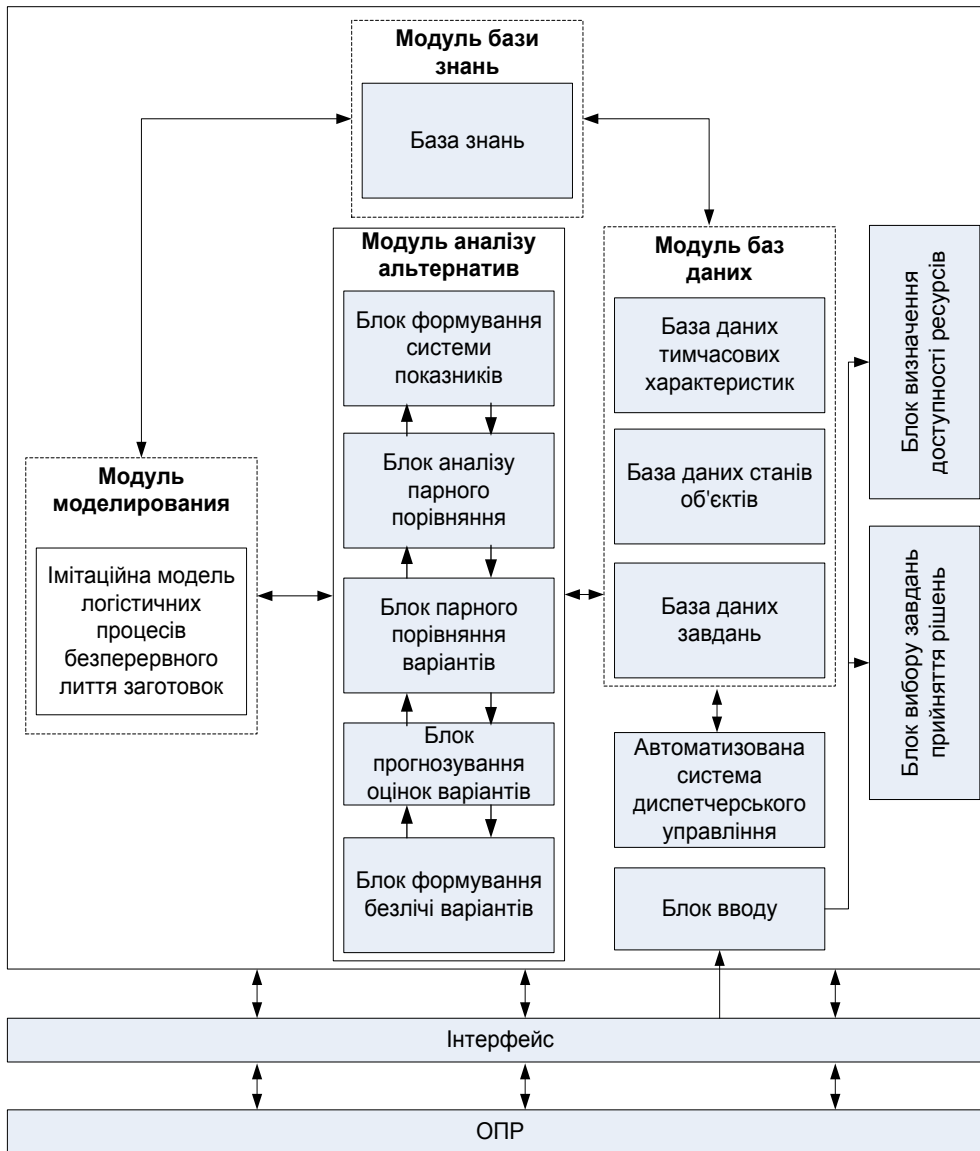 Модуль бази
знань
База знань
Модуль аналізу
альтернатив
Блок формування
системи
показників
Блок аналізу
парного
порівняння
Блок парного
порівняння
варіантів
Блок
прогнозування
оцінок варіантів
Блок формування
безлічі варіантів
Модуль баз
даних
База даних
тимчасових
характеристик
База даних станів
об'єктів
База даних
завдань
Автоматизована
система
диспетчерського
управління
Блок вводу
Блок визначення
доступності ресурсів
Блок вибору завдань
прийняття рішень
Модуль
моделирования
Імітаційна модель
логістичних
процесів
безперервного
лиття заготовок
Інтерфейс
ОПР